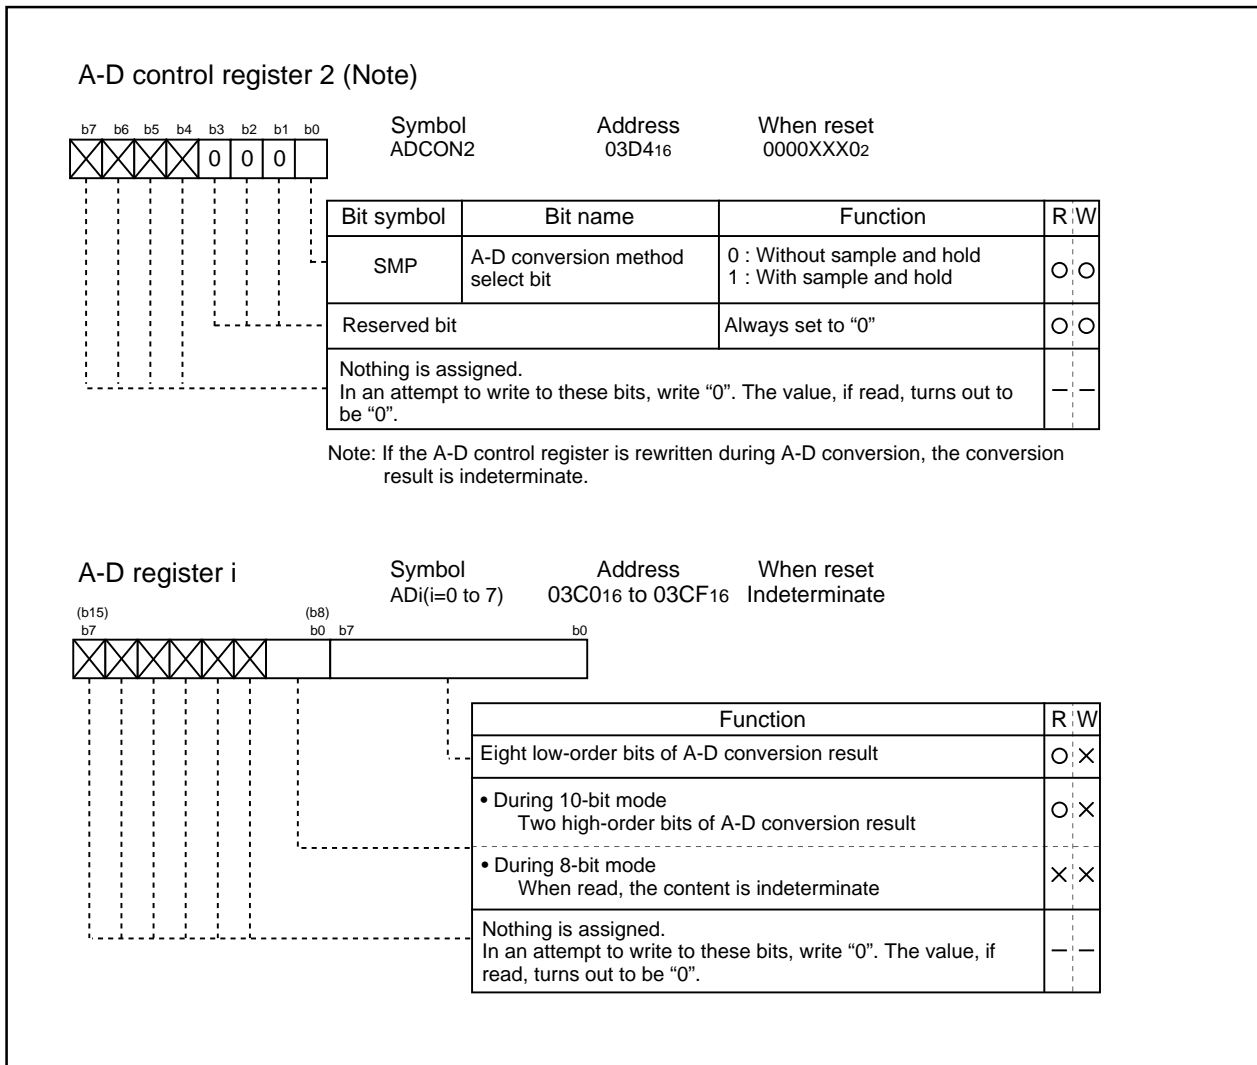 A-D control register 2 (Note)
b7 b6 b5 b4 b3 b2 b1 b0
Symbol Address When reset
ADCON2 03D416 0000XXX02
0 0 0
Bit symbol Bit name Function R W
SMP A-D conversion method select bit 0 : Without sample and hold
1 : With sample and hold
Reserved bit Always set to “0”
Nothing is assigned.
In an attempt to write to these bits, write “0”. The value, if read, turns out to
be “0”.
Note: If the A-D control register is rewritten during A-D conversion, the conversion
result is indeterminate.
A-D register i
Symbol Address When reset
ADi(i=0 to 7) 03C016 to 03CF16 Indeterminate
(b15) (b8)
b7 b0 b7 b0
Function R W
Eight low-order bits of A-D conversion result
• During 10-bit mode
Two high-order bits of A-D conversion result
• During 8-bit mode
When read, the content is indeterminate
Nothing is assigned.
In an attempt to write to these bits, write “0”. The value, if
read, turns out to be “0”.